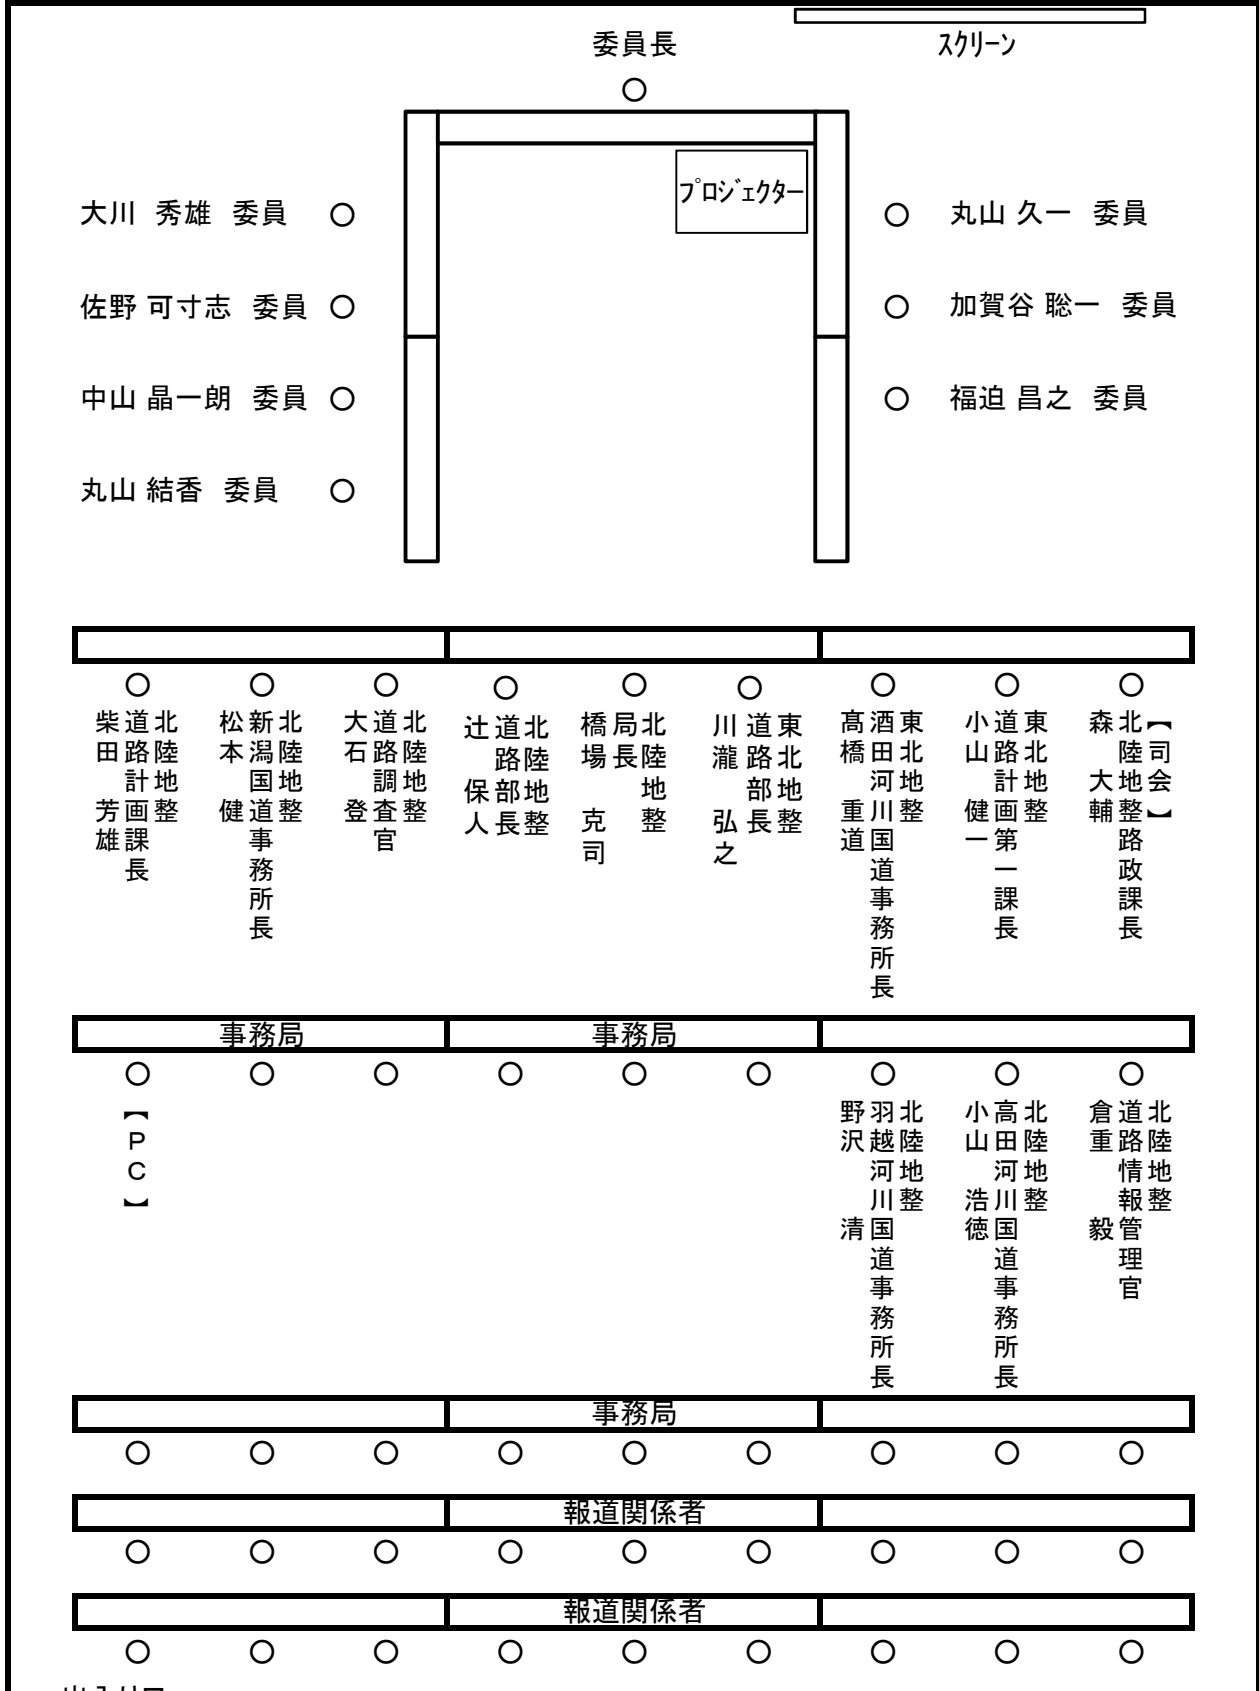 委員長
スクリーン
プロジェクター
大川 秀雄 委員
丸山 久一 委員
佐野 可寸志 委員
加賀谷 聡一 委員
中山 晶一朗 委員
福迫 昌之 委員
丸山 結香 委員
北陸地整
道路計画課長
柴田 芳雄
北陸地整
新潟国道事務所長
松本 健
北陸地整
道路調査官
大石 登
北陸地整
道路部長
辻 保人
北陸地整
局長
橋場 克司
東北地整
道路部長
川瀧 弘之
東北地整
酒田河川国道事務所長
髙橋 重道
東北地整
道路計画第一課長
小山 健一
【司会】
北陸地整路政課長
森 大輔
事務局
事務局
【PC】
北陸地整
羽越河川国道事務所長
野沢 清
北陸地整
高田河川国道事務所長
小山 浩徳
北陸地整
道路情報管理官
倉重 毅
事務局
報道関係者
報道関係者